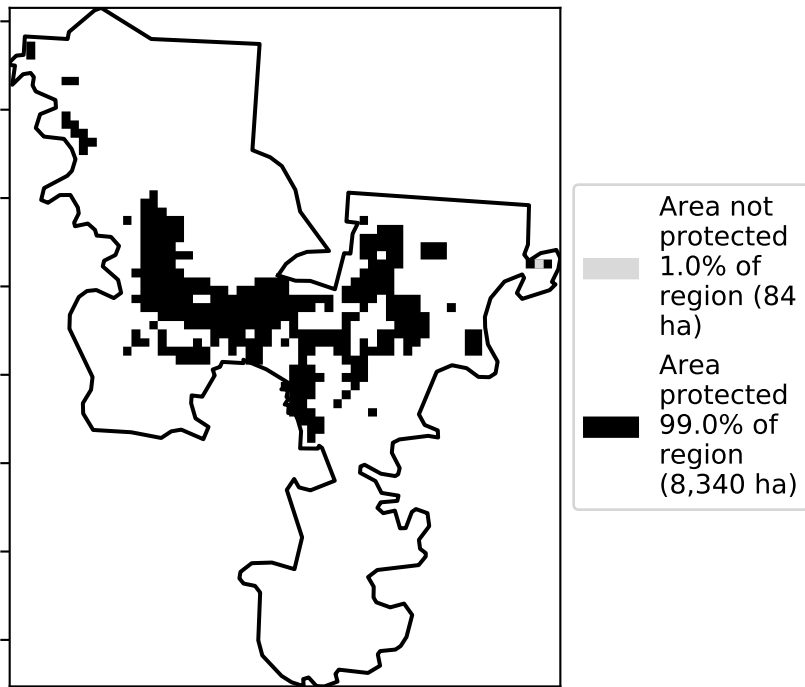 Area not
protected
1.0% of
region (84
ha)
Area
protected
99.0% of
region
(8,340 ha)